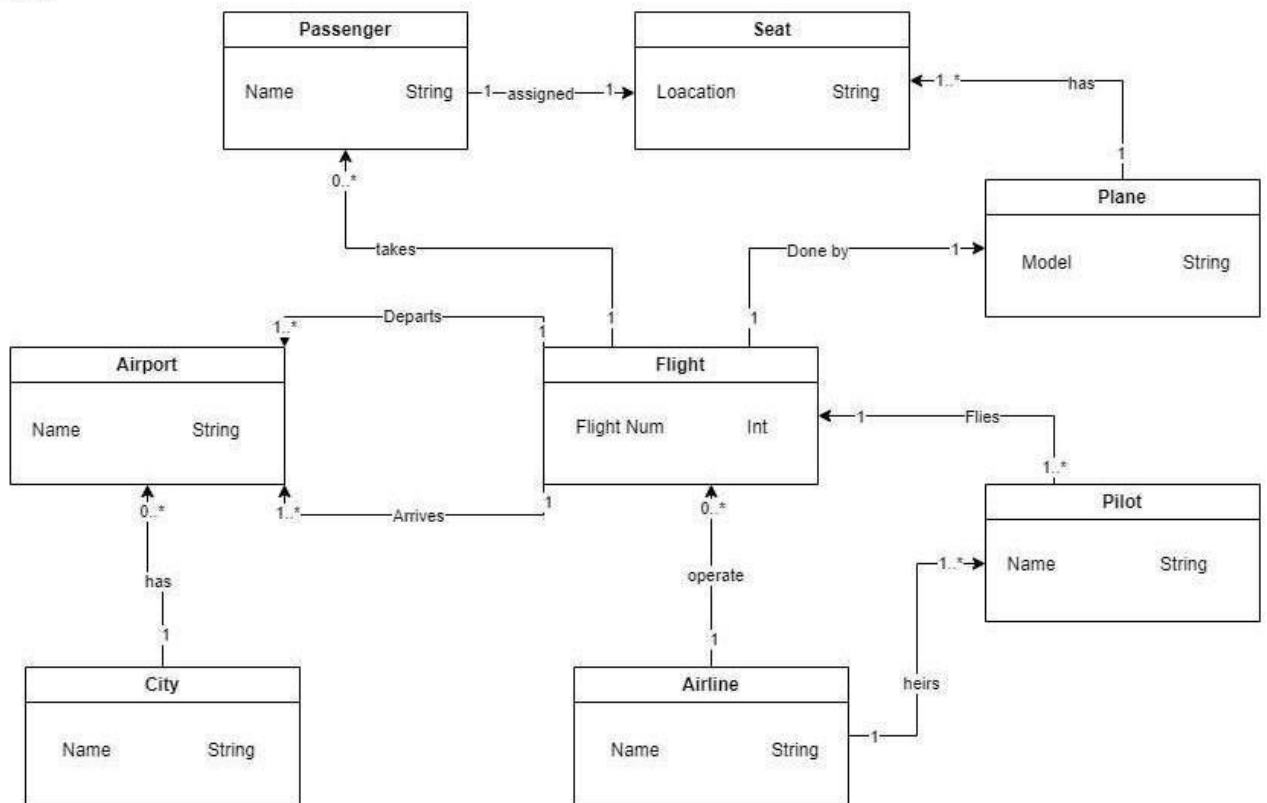 Passenger
Name String
1 assigned 1
Seat
Loacation String
1..* has
1
Plane
Model String
0..*
takes
1
Done by 1
1
Departs
1..* 1
Airport
Name String
Flight
Flight Num Int
1 Flies
1..*
1..* Arrives 1
Pilot
Name String
0..*
has
1
0..*
operate
1
1..*
heirs
1
City
Name String
Airline
Name String